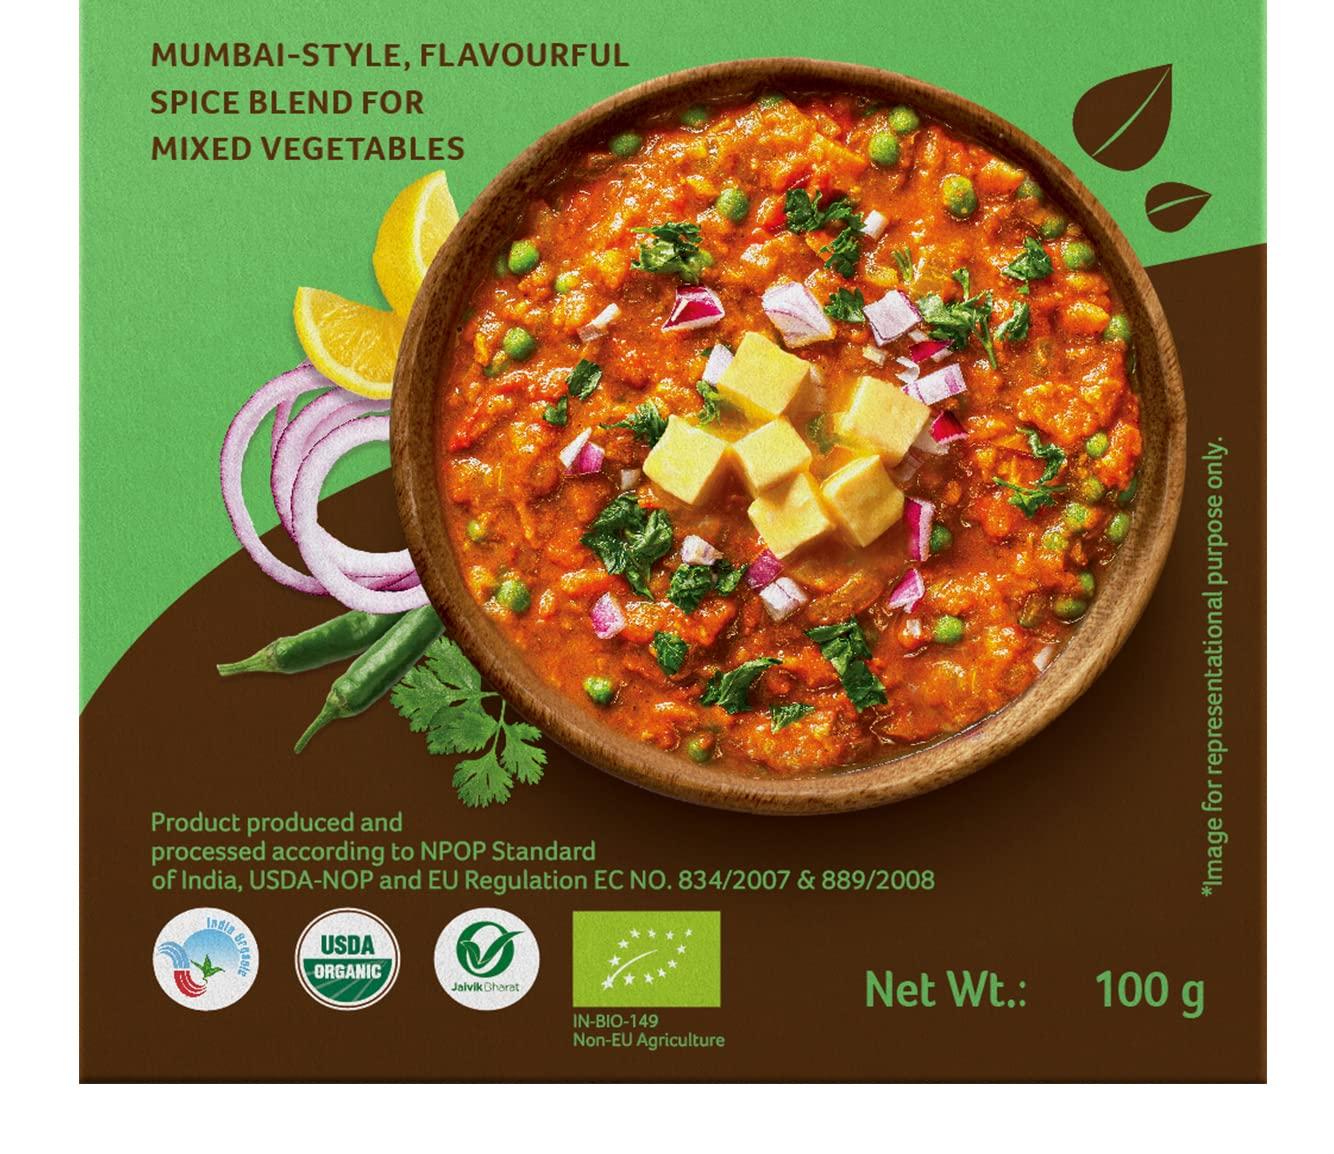 MUMBAI-STYLE, FLAVOURFUL
SPICE BLEND FOR
MIXED VEGETABLES
*Image for representational purpose only.
Product produced and
processed according to NPOP Standard
of India, USDA-NOP and EU Regulation EC NO. 834/2007 & 889/2008
India Organic
USDA
ORGANIC
Jaivik Bharat
IN-BIO-149
Non-EU Agriculture
Net Wt.: 100 g